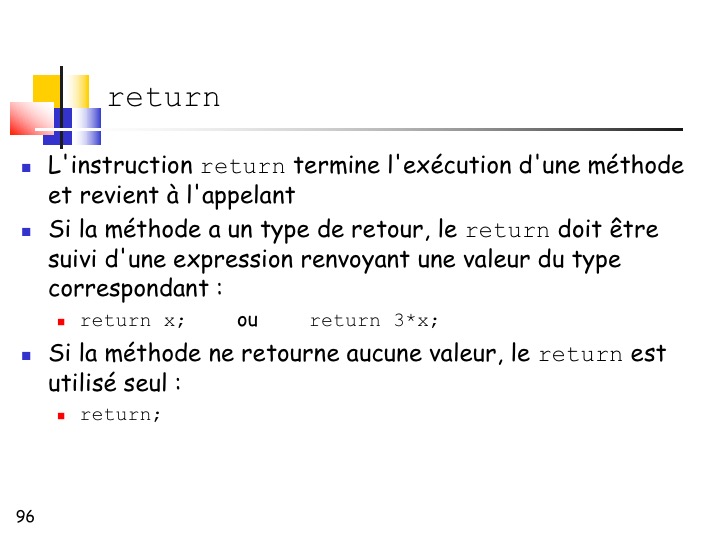 return
L'instruction return termine l'exécution d'une méthode
et revient à l'appelant
Si la méthode a un type de retour, le return doit être
suivi d'une expression renvoyant une valeur du type
correspondant :
return x; ou return 3*x;
Si la méthode ne retourne aucune valeur, le return est
utilisé seul :
return;
96